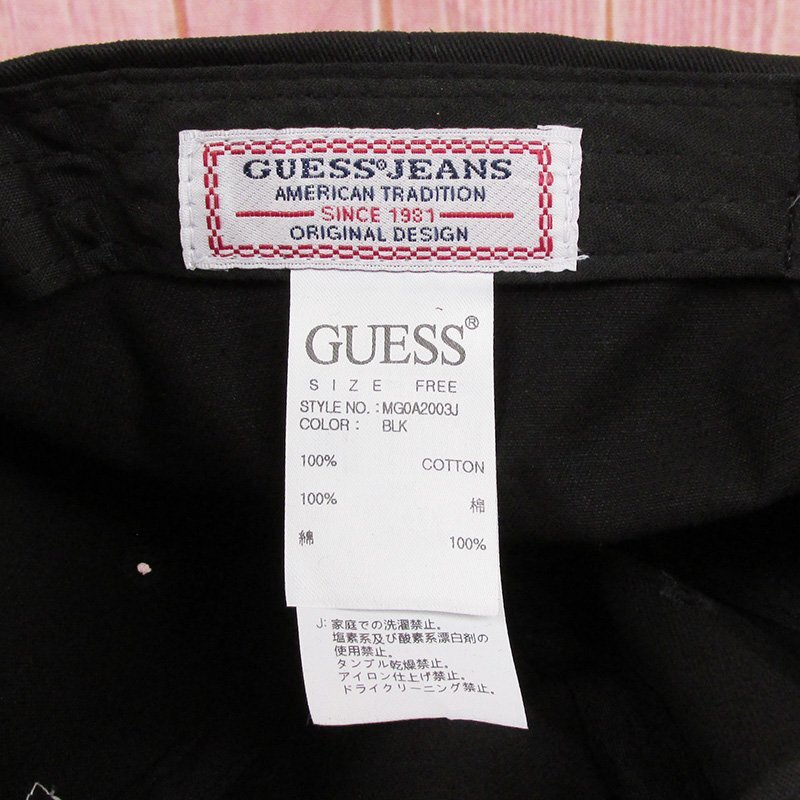 GUESS®JEANS
AMERICAN TRADITION
SINCE 1981
ORIGINAL DESIGN
GUESS®
SIZE FREE
STYLE NO. : MG0A2003J
COLOR : BLK
100% COTTON
100% 棉
綿 100%
J: 家庭での洗濯禁止。
塩素系及び酸素系漂白剤の
使用禁止。
タンブル乾燥禁止。
アイロン仕上げ禁止。
ドライクリーニング禁止。